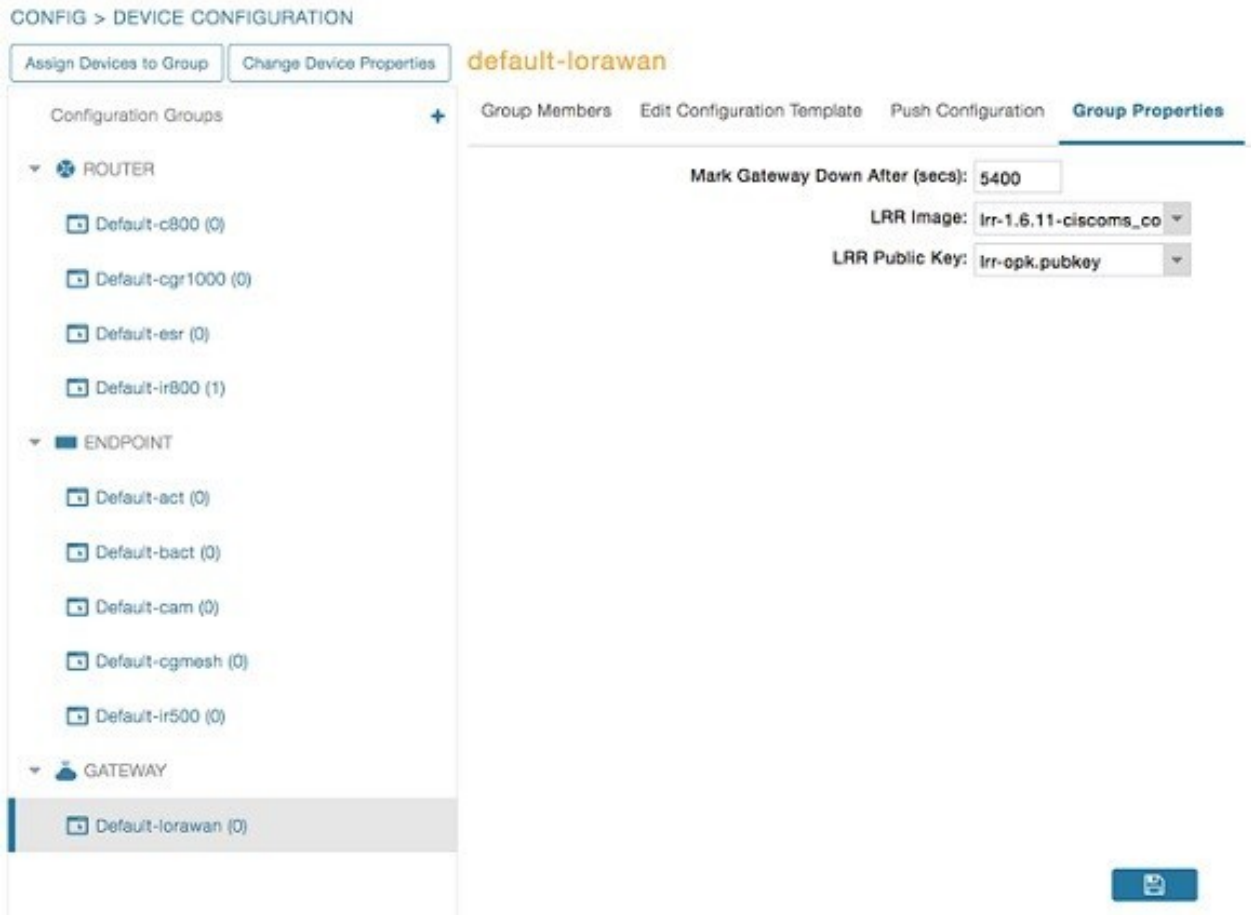 CONFIG > DEVICE CONFIGURATION
Assign Devices to Group
Change Device Properties
Configuration Groups
+
ROUTER
Default-c800 (0)
Default-cgr1000 (0)
Default-esr (0)
Default-ir800 (1)
ENDPOINT
Default-act (0)
Default-bact (0)
Default-cam (0)
Default-cgmesh (0)
Default-ir500 (0)
GATEWAY
Default-lorawan (0)
default-lorawan
Group Members
Edit Configuration Template
Push Configuration
Group Properties
Mark Gateway Down After (secs): 5400
LRR Image: lrr-1.6.11-ciscoms_co
LRR Public Key: lrr-opk.pubkey